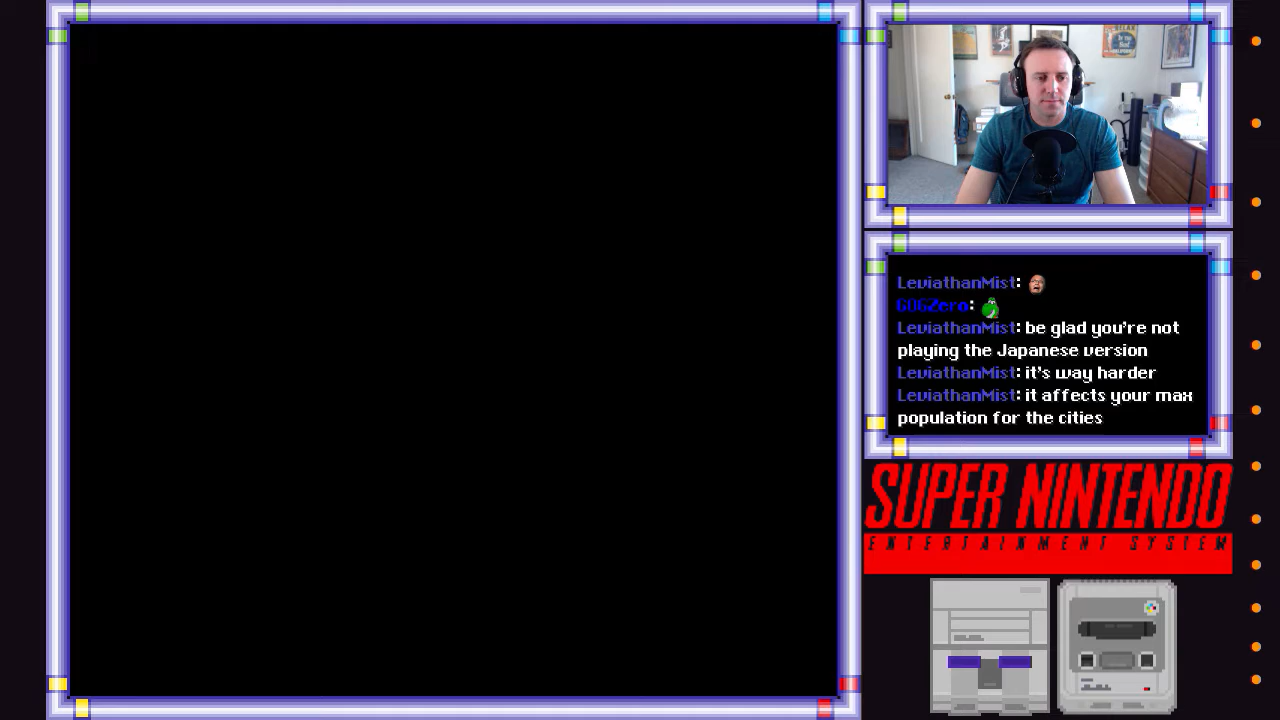 LeviathanMist:
GOGZero:
LeviathanMist: be glad you're not
playing the Japanese version
LeviathanMist: it's way harder
LeviathanMist: it affects your max
population for the cities
SUPER NINTENDO
ENTERTAINMENT SYSTEM